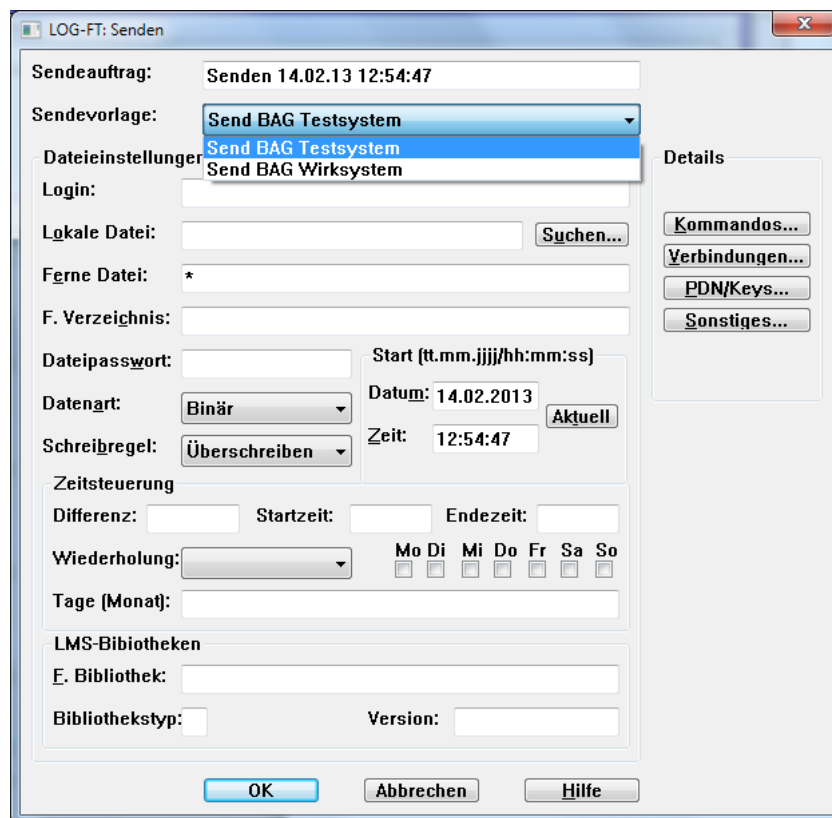 LOG-FT: Senden
Sendeauftrag: Senden 14.02.13 12:54:47
Sendevorlage: Send BAG Testsystem
Send BAG Testsystem
Send BAG Wirksystem
Dateieinstellungen
Details
Login:
Lokale Datei: Suchen... Kommandos...
Verbindungen...
Ferne Datei: * PDN/Keys...
F. Verzeichnis: Sonstiges...
Dateipasswort: Start (tt.mm.jjjj/hh:mm:ss)
Datenart: Binär Datum: 14.02.2013 Aktuell
Schreibregel: Überschreiben Zeit: 12:54:47
Zeitsteuerung
Differenz: Startzeit: Endezeit:
Wiederholung: Mo Di Mi Do Fr Sa So
Tage (Monat):
LMS-Bibiotheken
F. Bibliothek:
Bibliothekstyp: Version:
OK Abbrechen Hilfe